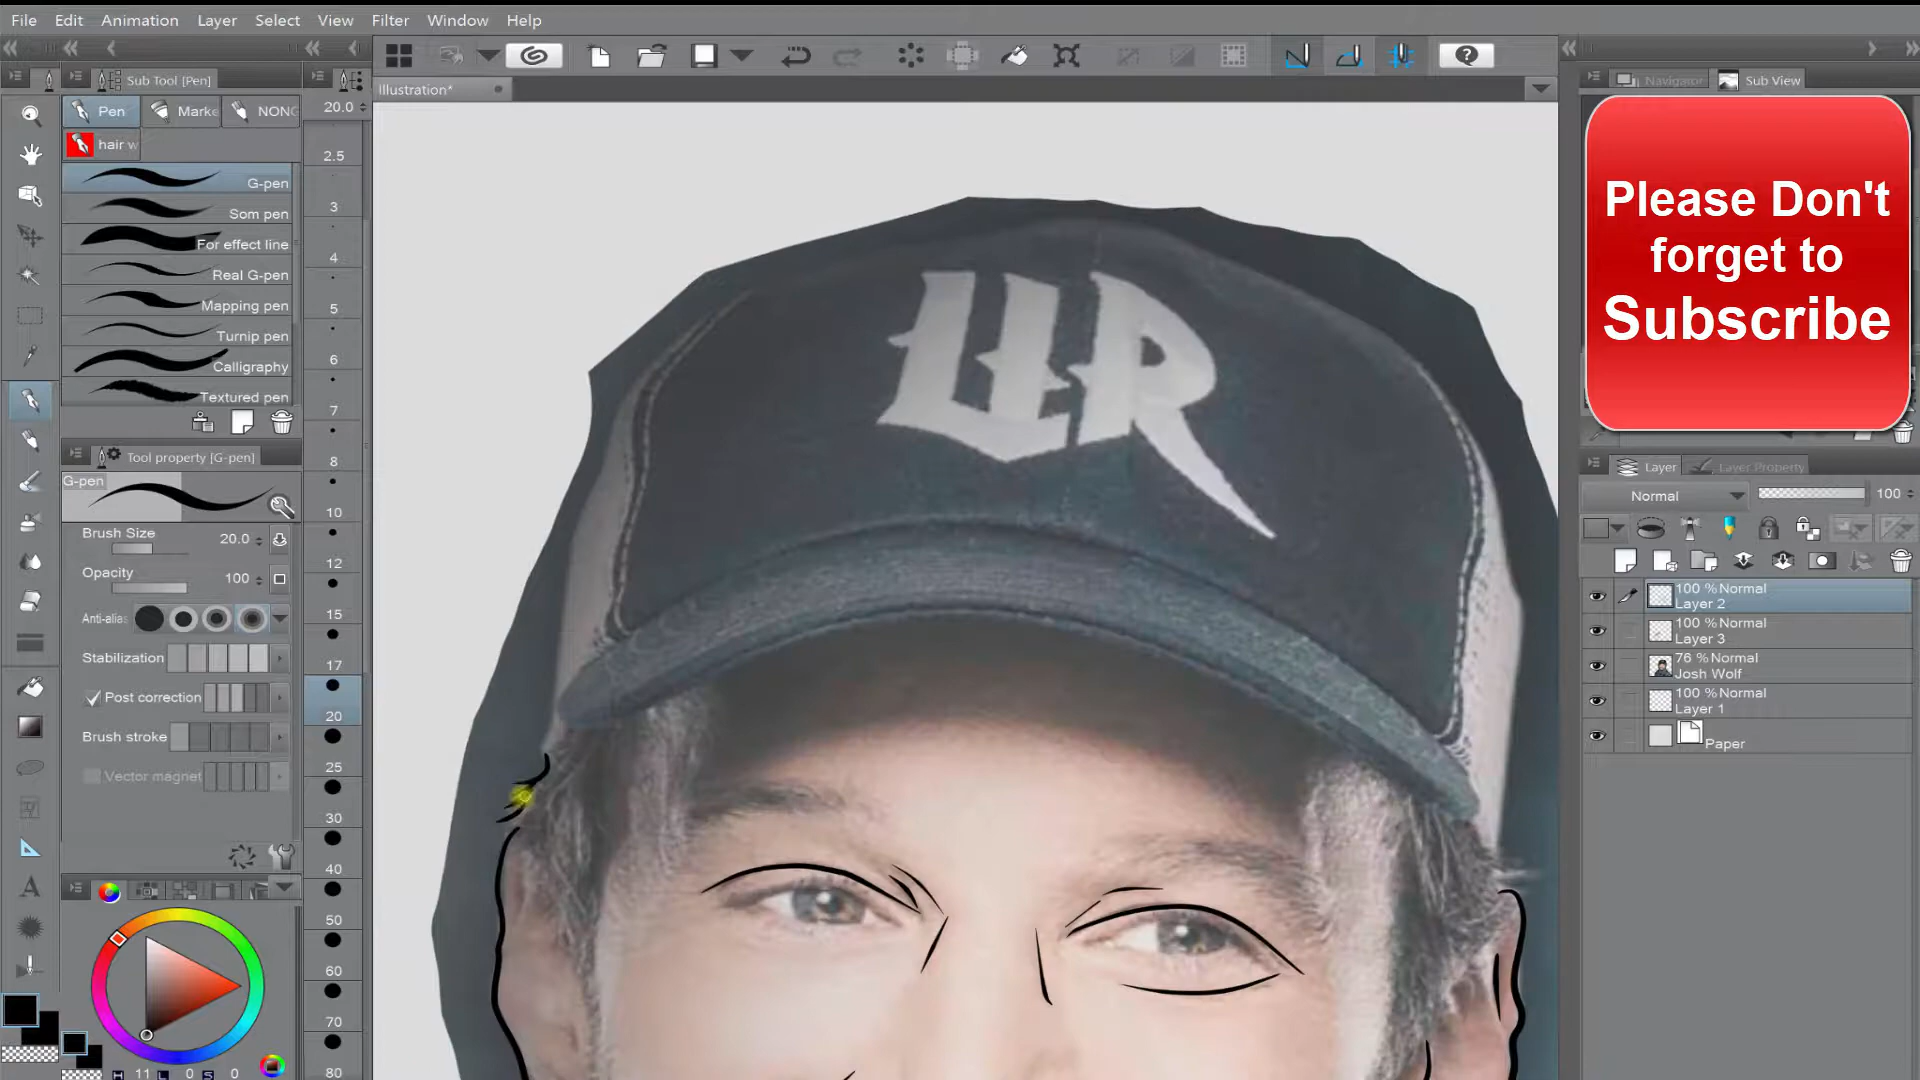 File Edit Animation Layer Select View Filter Window Help
Sub Tool [Pen]
Pen Marke NONC
hair w
G-pen
Som pen
For effect line
Real G-pen
Mapping pen
Turnip pen
Calligraphy
Textured pen
Tool property [G-pen]
G-pen
Brush Size 20.0
Opacity 100
Anti-alias
Stabilization
Post correction
Brush stroke
Vector magnet
H 11 L 0 S 0
20.0
2.5
3
4
5
6
7
8
10
12
15
17
20
25
30
40
50
60
70
80
Illustration*
Navigator Sub View
Please Don't
forget to
Subscribe
Layer Layer Property
Normal 100
100 %Normal
Layer 2
100 %Normal
Layer 3
76 %Normal
Josh Wolf
100 %Normal
Layer 1
Paper